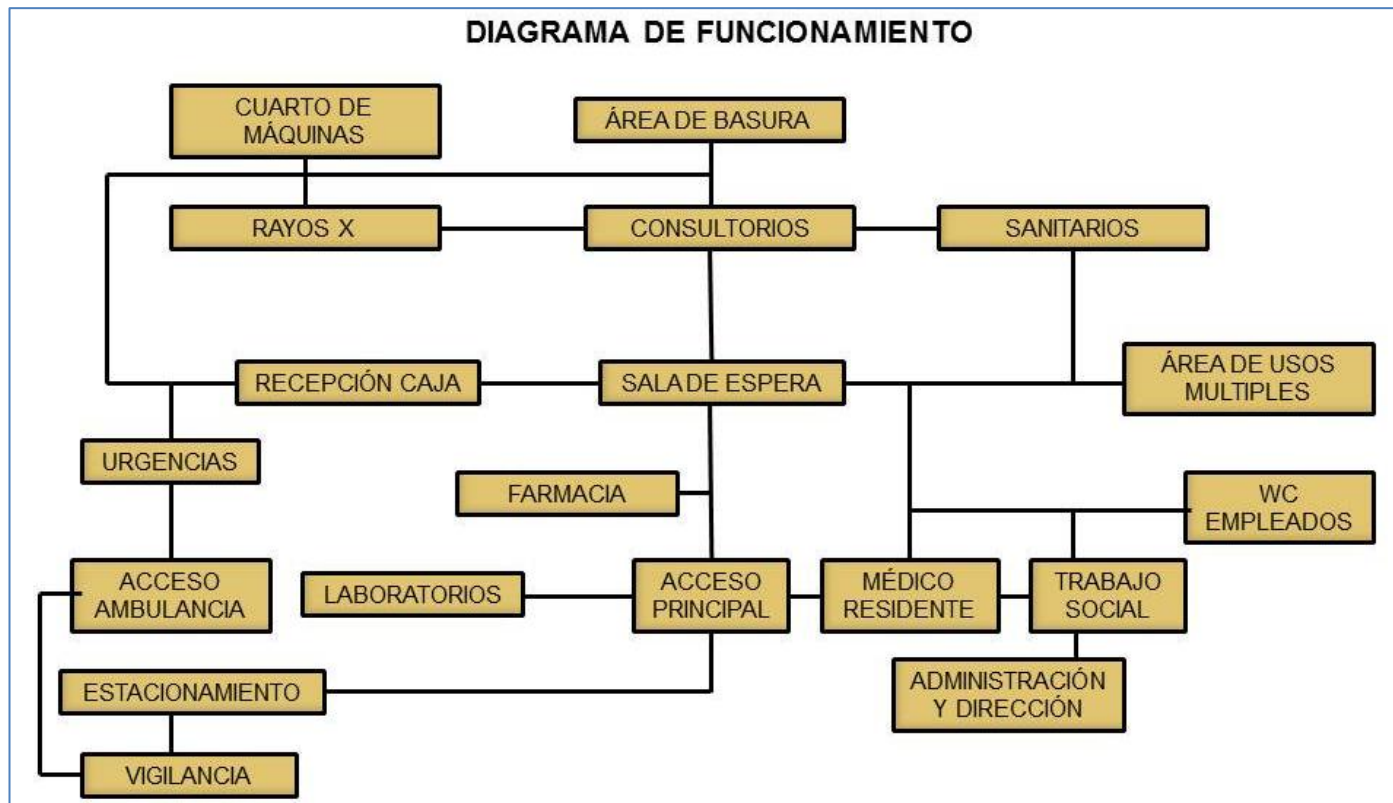 DIAGRAMA DE FUNCIONAMIENTO
CUARTO DE
MÁQUINAS
ÁREA DE BASURA
RAYOS X
CONSULTORIOS
SANITARIOS
RECEPCIÓN CAJA
SALA DE ESPERA
ÁREA DE USOS
MULTIPLES
URGENCIAS
FARMACIA
WC
EMPLEADOS
ACCESO
AMBULANCIA
LABORATORIOS
ACCESO
PRINCIPAL
MÉDICO
RESIDENTE
TRABAJO
SOCIAL
ESTACIONAMIENTO
ADMINISTRACIÓN
Y DIRECCIÓN
VIGILANCIA